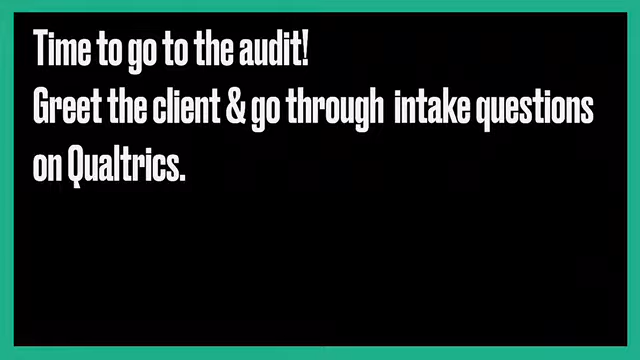 Time to go to the audit!
Greet the client & go through intake questions
on Qualtrics.